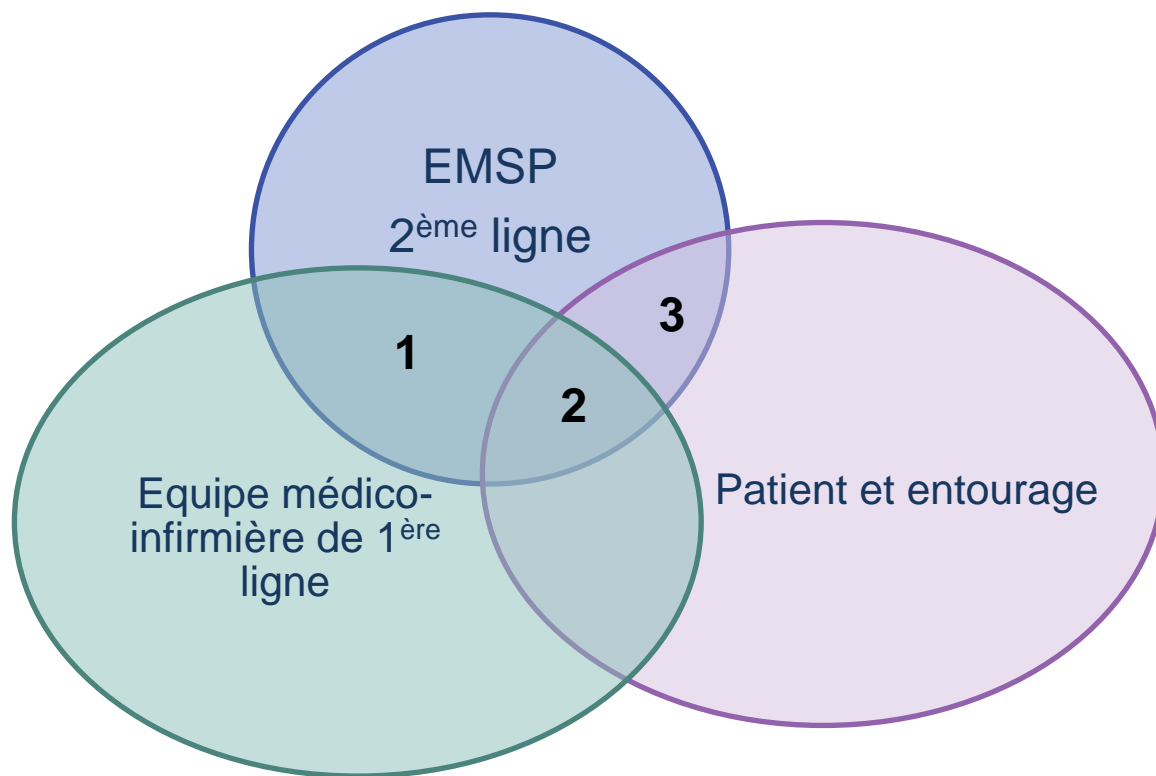 EMSP
2ème ligne
3
1
2
Equipe médico-
infirmière de 1ère
ligne
Patient et entourage